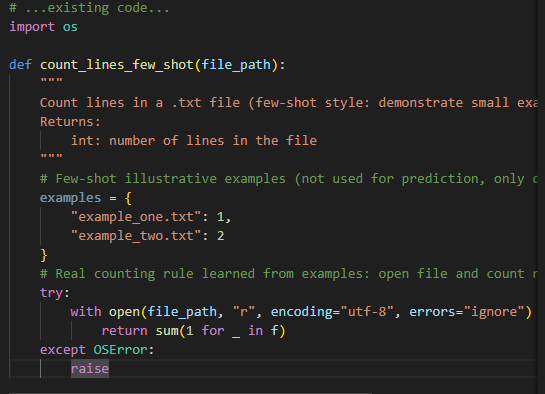 # ...existing code...
import os
def count_lines_few_shot(file_path):
"""
Count lines in a .txt file (few-shot style: demonstrate small exa
Returns:
int: number of lines in the file
"""
# Few-shot illustrative examples (not used for prediction, only
examples = {
"example_one.txt": 1,
"example_two.txt": 2
}
# Real counting rule learned from examples: open file and count
try:
with open(file_path, "r", encoding="utf-8", errors="ignore")
return sum(1 for _ in f)
except OSError:
raise